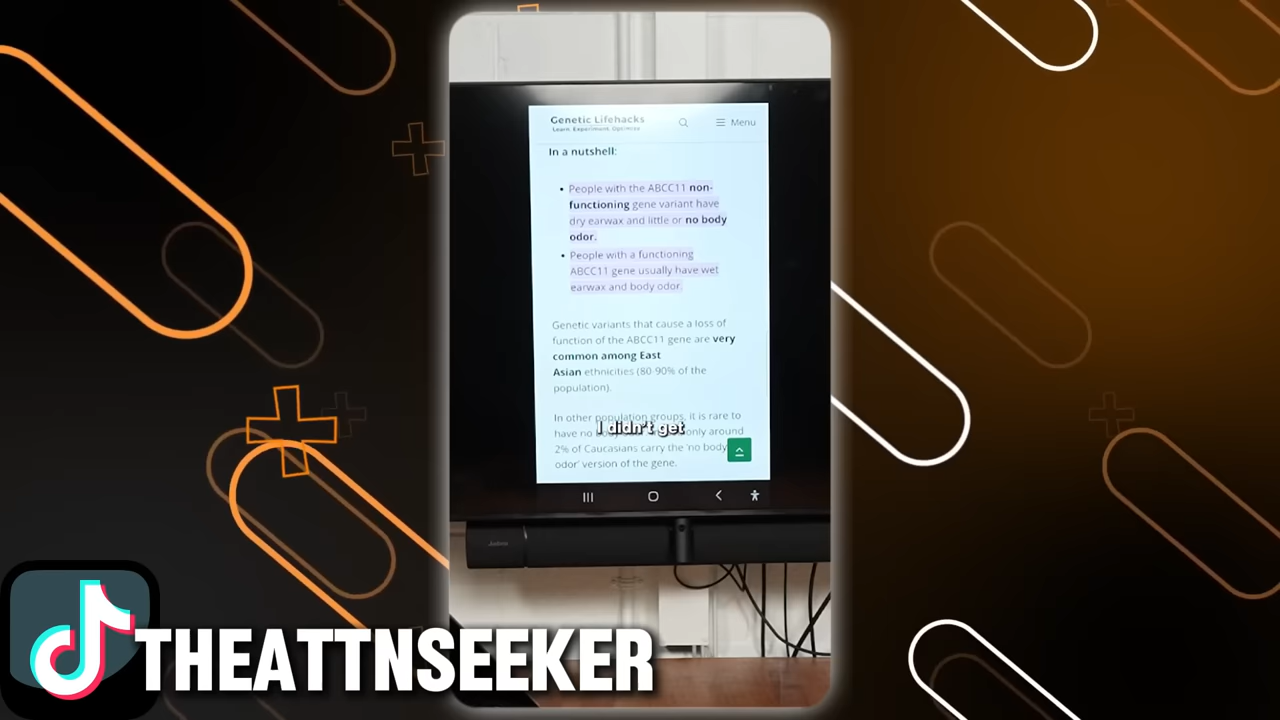 Genetic Lifehacks
Learn. Experiment. Optimize.
Menu
In a nutshell:
• People with the ABCC11 non-
functioning gene variant have
dry earwax and little or no body
odor.
• People with a functioning
ABCC11 gene usually have wet
earwax and body odor.
Genetic variants that cause a loss of
function of the ABCC11 gene are very
common among East
Asian ethnicities (80-90% of the
population).
In other population groups, it is rare to
have no only around
I didn't get
2% of Caucasians carry the 'no body
odor' version of the gene.
Jabra
THEATTNSEEKER